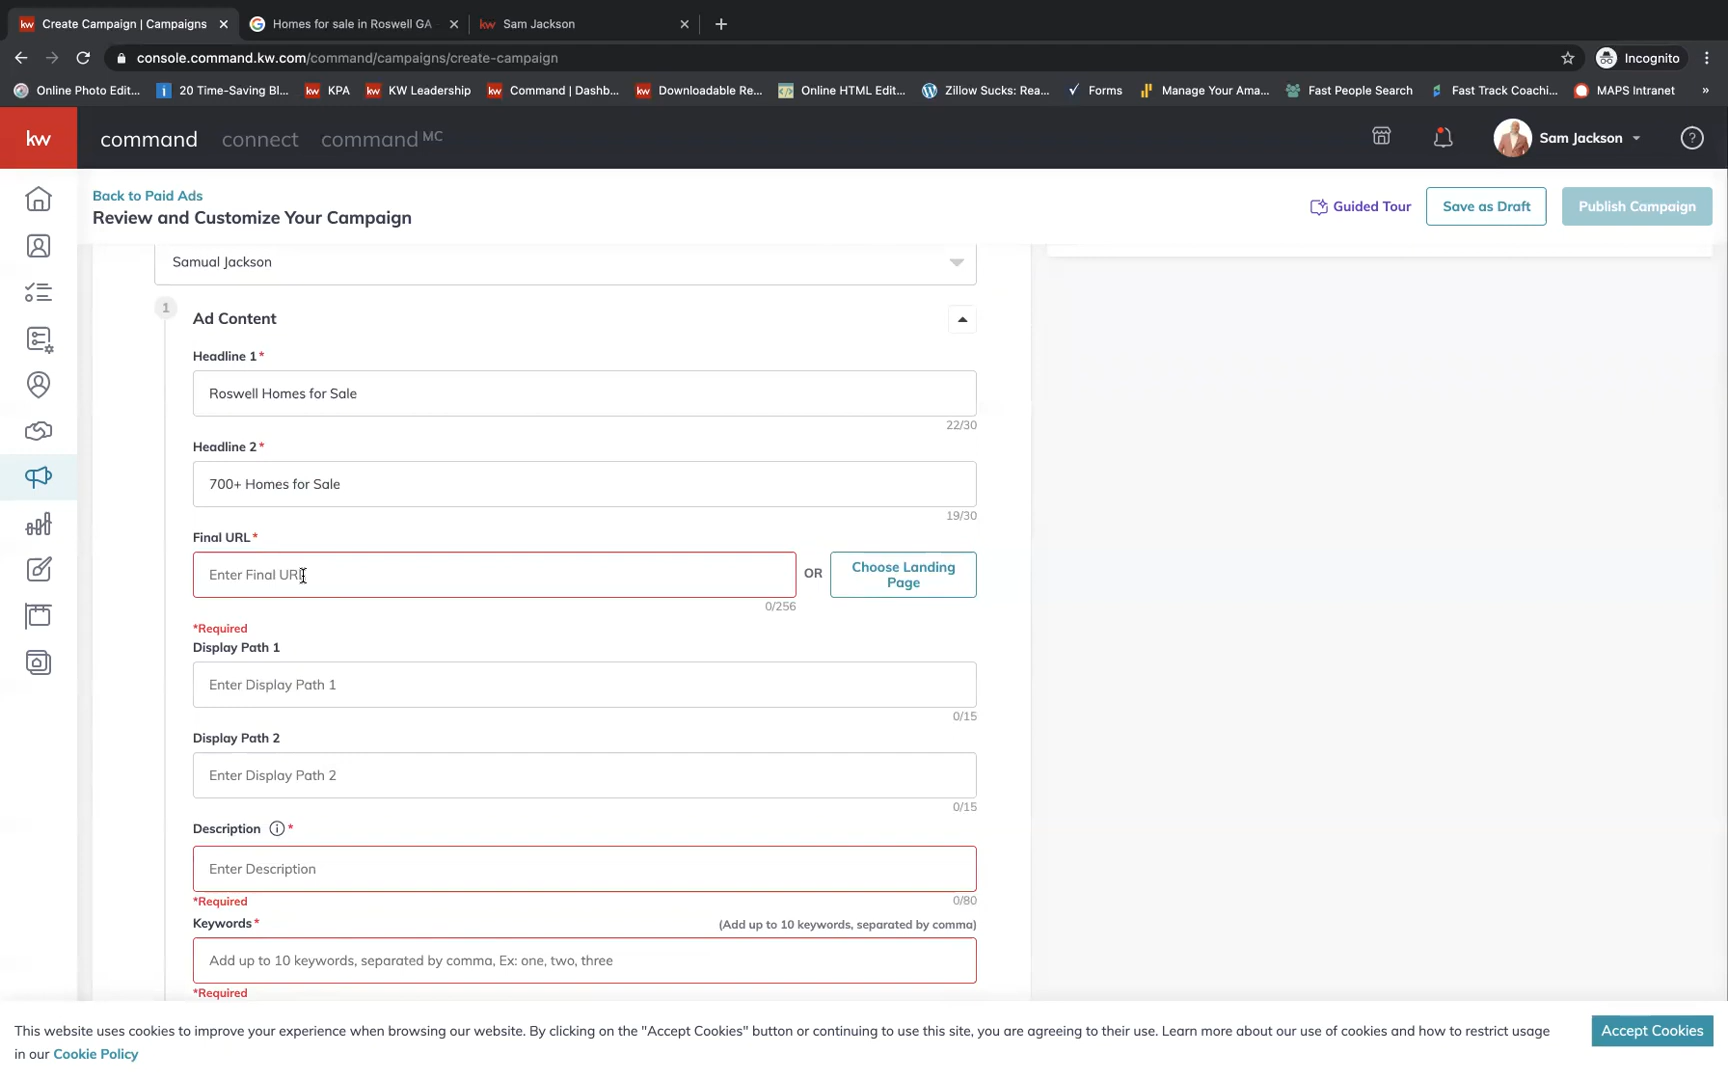 Create Campaign | Campaigns
Homes for sale in Roswell GA
kw Sam Jackson
console.command.kw.com/command/campaigns/create-campaign
Incognito
Online Photo Edit...
20 Time-Saving Bl...
kw KPA
kw KW Leadership
kw Command | Dashb...
kw Downloadable Re...
Online HTML Edit...
Zillow Sucks: Rea...
Forms
Manage Your Ama...
Fast People Search
Fast Track Coachi...
MAPS Intranet
»
kw
command
connect
command MC
Sam Jackson
Back to Paid Ads
Review and Customize Your Campaign
Guided Tour
Save as Draft
Publish Campaign
Samual Jackson
1
Ad Content
Headline 1*
Roswell Homes for Sale
22/30
Headline 2*
700+ Homes for Sale
19/30
Final URL*
Enter Final URL
OR
Choose Landing
Page
0/256
*Required
Display Path 1
Enter Display Path 1
0/15
Display Path 2
Enter Display Path 2
0/15
Description *
Enter Description
*Required
0/80
Keywords*
(Add up to 10 keywords, separated by comma)
Add up to 10 keywords, separated by comma, Ex: one, two, three
*Required
This website uses cookies to improve your experience when browsing our website. By clicking on the "Accept Cookies" button or continuing to use this site, you are agreeing to their use. Learn more about our use of cookies and how to restrict usage
in our Cookie Policy
Accept Cookies